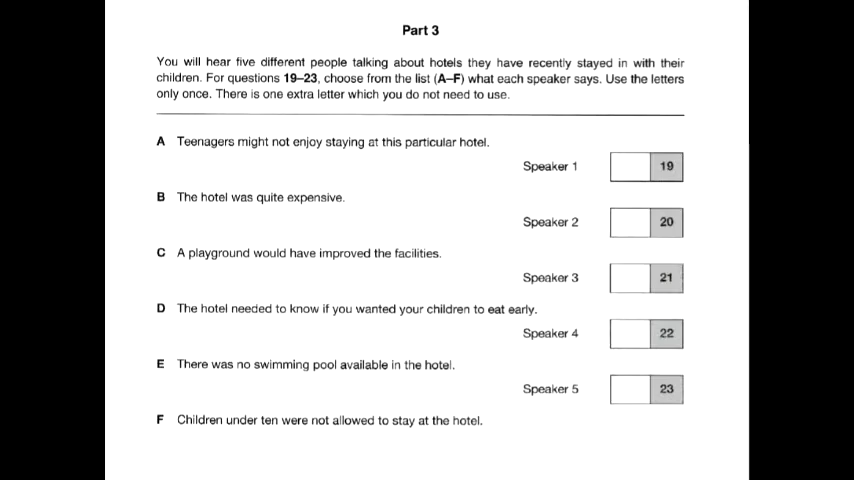 Part 3
You will hear five different people talking about hotels they have recently stayed in with their
children. For questions 19–23, choose from the list (A–F) what each speaker says. Use the letters
only once. There is one extra letter which you do not need to use.
A Teenagers might not enjoy staying at this particular hotel.
Speaker 1 19
B The hotel was quite expensive.
Speaker 2 20
C A playground would have improved the facilities.
Speaker 3 21
D The hotel needed to know if you wanted your children to eat early.
Speaker 4 22
E There was no swimming pool available in the hotel.
Speaker 5 23
F Children under ten were not allowed to stay at the hotel.